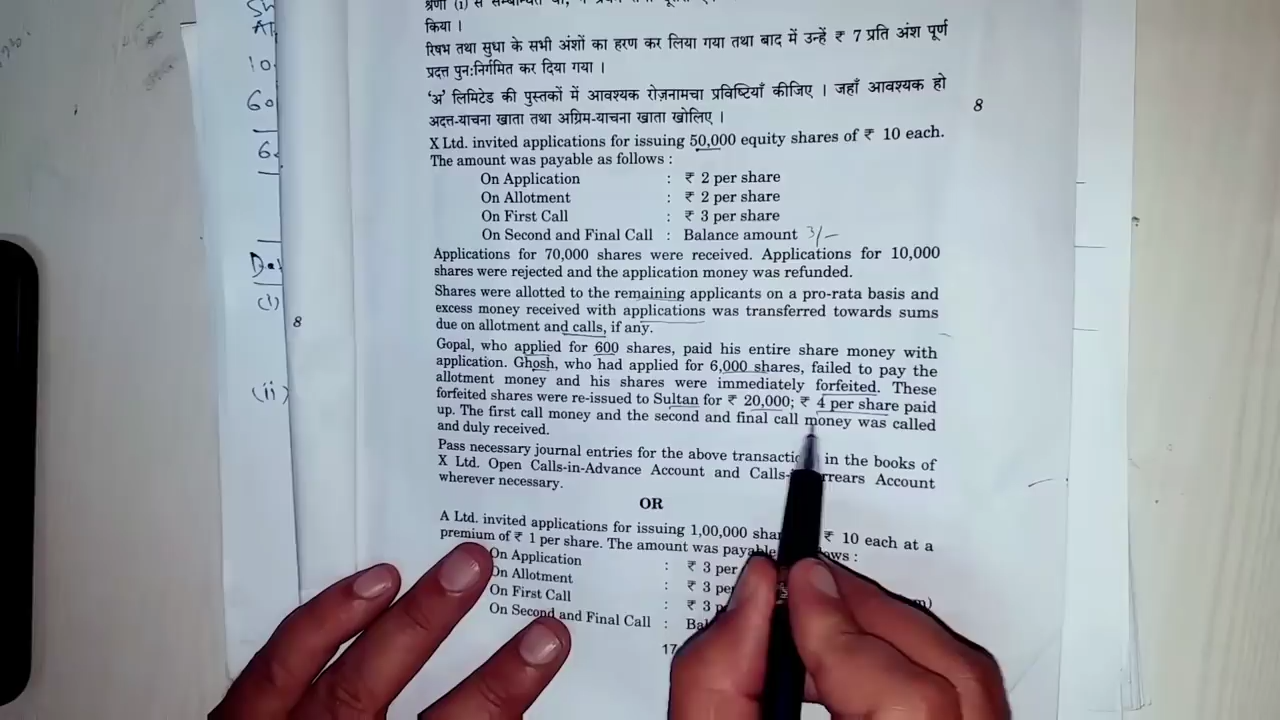 किया ।
रिषभ तथा सुधा के सभी अंशों का हरण कर लिया गया तथा बाद में उन्हें ₹ 7 प्रति अंश पूर्ण
प्रदत्त पुन:निर्गमित कर दिया गया ।
'अ' लिमिटेड की पुस्तकों में आवश्यक रोज़नामचा प्रविष्टियाँ कीजिए । जहाँ आवश्यक हो
अदत्त-याचना खाता तथा अग्रिम-याचना खाता खोलिए ।
8
X Ltd. invited applications for issuing 50,000 equity shares of ₹ 10 each.
The amount was payable as follows :
On Application : ₹ 2 per share
On Allotment : ₹ 2 per share
On First Call : ₹ 3 per share
On Second and Final Call : Balance amount 3/-
Applications for 70,000 shares were received. Applications for 10,000
shares were rejected and the application money was refunded.
Shares were allotted to the remaining applicants on a pro-rata basis and
excess money received with applications was transferred towards sums
due on allotment and calls, if any.
Gopal, who applied for 600 shares, paid his entire share money with
application. Ghosh, who had applied for 6,000 shares, failed to pay the
allotment money and his shares were immediately forfeited. These
forfeited shares were re-issued to Sultan for ₹ 20,000; ₹ 4 per share paid
up. The first call money and the second and final call money was called
and duly received.
Pass necessary journal entries for the above in the books of
X Ltd. Open Calls-in-Advance Account and Account
wherever necessary.
OR
A Ltd. invited applications for issuing 1,00,000 ₹ 10 each at a
premium of ₹ 1 per share. The amount was :
On Application : ₹ 3 per
On Allotment : ₹ 3
On First Call : ₹ 3
On Second and Final Call :
17
8
10
60
6
(i)
(ii)